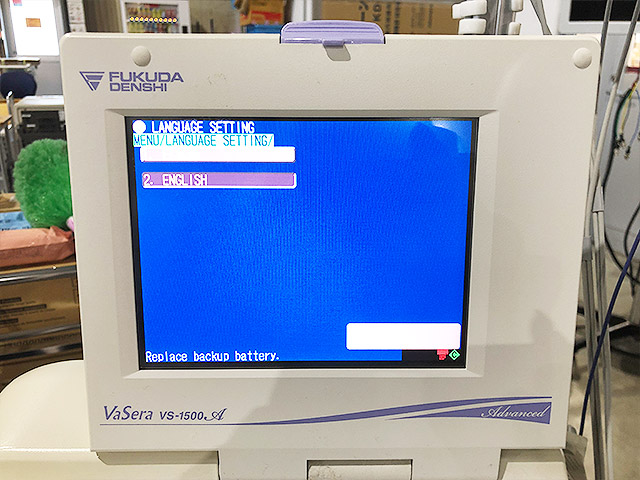 FUKUDA
DENSHI
LANGUAGE SETTING
MENU/LANGUAGE SETTING/
2. ENGLISH
Replace backup battery.
VaSera VS-1500A
Advanced